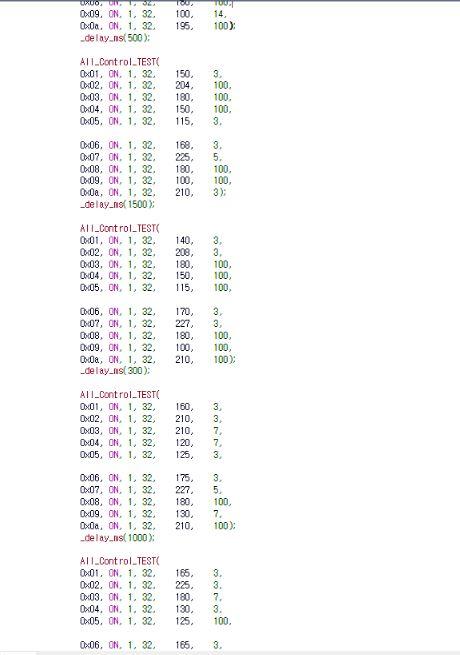 0x08, ON, 1, 32, 180, 100,
0x09, ON, 1, 32, 100, 14,
0x0a, ON, 1, 32, 195, 100);
_delay_ms(500);
All_Control_TEST(
0x01, ON, 1, 32, 150, 3,
0x02, ON, 1, 32, 204, 100,
0x03, ON, 1, 32, 180, 100,
0x04, ON, 1, 32, 150, 100,
0x05, ON, 1, 32, 115, 3,
0x06, ON, 1, 32, 168, 3,
0x07, ON, 1, 32, 225, 5,
0x08, ON, 1, 32, 180, 100,
0x09, ON, 1, 32, 100, 100,
0x0a, ON, 1, 32, 210, 3);
_delay_ms(1500);
All_Control_TEST(
0x01, ON, 1, 32, 140, 3,
0x02, ON, 1, 32, 208, 3,
0x03, ON, 1, 32, 180, 100,
0x04, ON, 1, 32, 150, 100,
0x05, ON, 1, 32, 115, 100,
0x06, ON, 1, 32, 170, 3,
0x07, ON, 1, 32, 227, 3,
0x08, ON, 1, 32, 180, 100,
0x09, ON, 1, 32, 100, 100,
0x0a, ON, 1, 32, 210, 100);
_delay_ms(300);
All_Control_TEST(
0x01, ON, 1, 32, 160, 3,
0x02, ON, 1, 32, 210, 3,
0x03, ON, 1, 32, 210, 7,
0x04, ON, 1, 32, 120, 7,
0x05, ON, 1, 32, 125, 3,
0x06, ON, 1, 32, 175, 3,
0x07, ON, 1, 32, 227, 5,
0x08, ON, 1, 32, 180, 100,
0x09, ON, 1, 32, 130, 7,
0x0a, ON, 1, 32, 210, 100);
_delay_ms(1000);
All_Control_TEST(
0x01, ON, 1, 32, 165, 3,
0x02, ON, 1, 32, 225, 3,
0x03, ON, 1, 32, 180, 7,
0x04, ON, 1, 32, 130, 3,
0x05, ON, 1, 32, 125, 100,
0x06, ON, 1, 32, 165, 3,